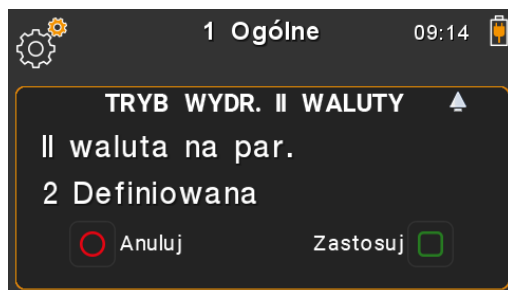 1 Ogólne 09:14
TRYB WYDR. II WALUTY
II waluta na par.
2 Definiowana
Anuluj Zastosuj